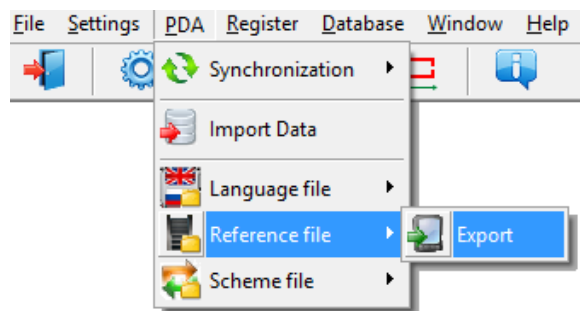 File Settings PDA Register Database Window Help
Synchronization
Import Data
Language file
Reference file Export
Scheme file